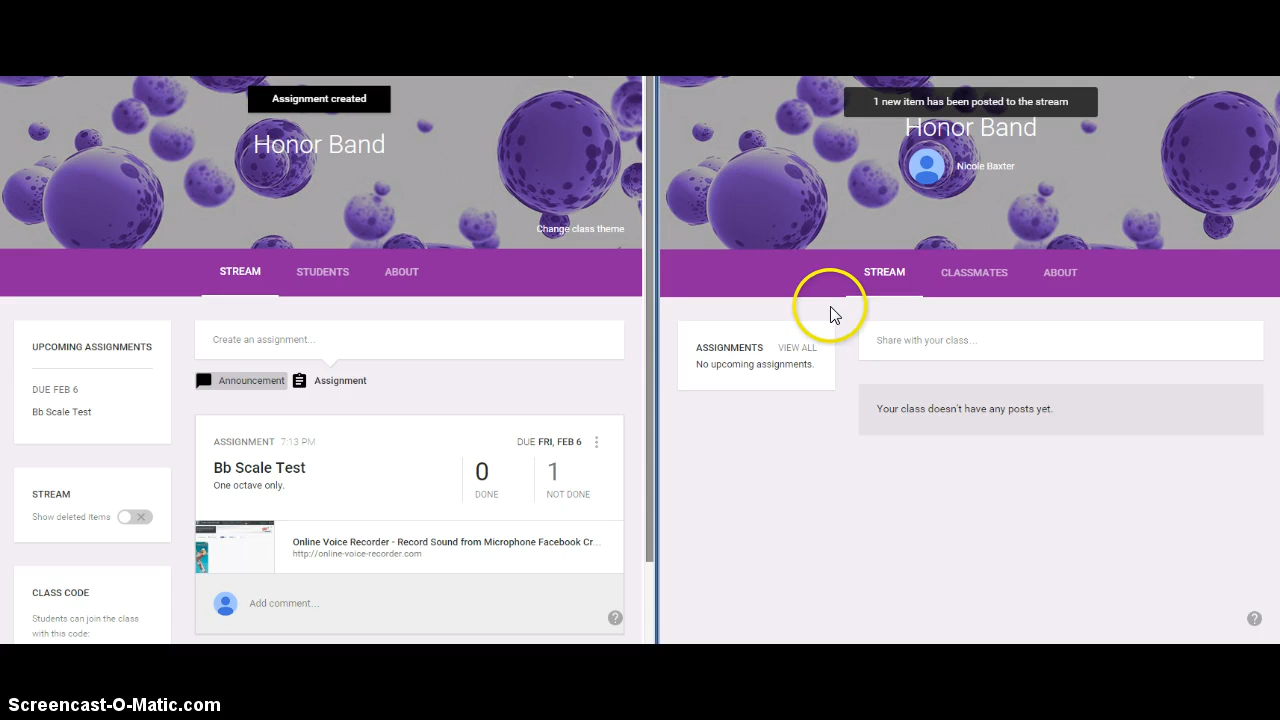 Assignment created
Honor Band
Change class theme
STREAM STUDENTS ABOUT
UPCOMING ASSIGNMENTS
DUE FEB 6
Bb Scale Test
STREAM
Show deleted items
CLASS CODE
Students can join the class
with this code:
Create an assignment...
Announcement Assignment
ASSIGNMENT 7:13 PM DUE FRI, FEB 6
Bb Scale Test
One octave only.
0 1
DONE NOT DONE
Online Voice Recorder - Record Sound from Microphone Facebook Cr...
http://online-voice-recorder.com
Add comment...
?
1 new item has been posted to the stream
Honor Band
Nicole Baxter
STREAM CLASSMATES ABOUT
ASSIGNMENTS VIEW ALL
No upcoming assignments.
Share with your class...
Your class doesn't have any posts yet.
?
Screencast-O-Matic.com